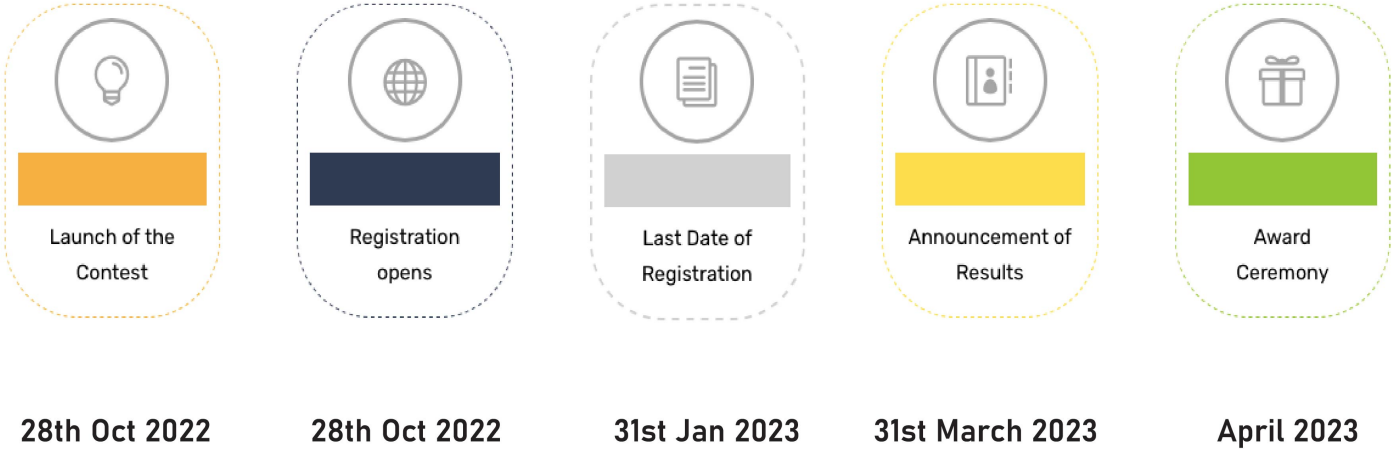 Launch of the
Contest
Registration
opens
Last Date of
Registration
Announcement of
Results
Award
Ceremony
28th Oct 2022
28th Oct 2022
31st Jan 2023
31st March 2023
April 2023